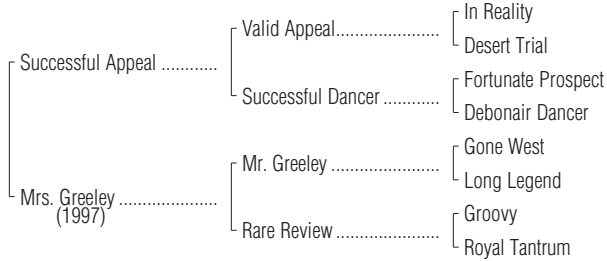 In Reality
Valid Appeal....................
Desert Trial
Successful Appeal ............
Fortunate Prospect
Successful Dancer ............
Debonair Dancer
Gone West
Mr. Greeley ......................
Long Legend
Mrs. Greeley .....................
(1997)
Groovy
Rare Review .....................
Royal Tantrum